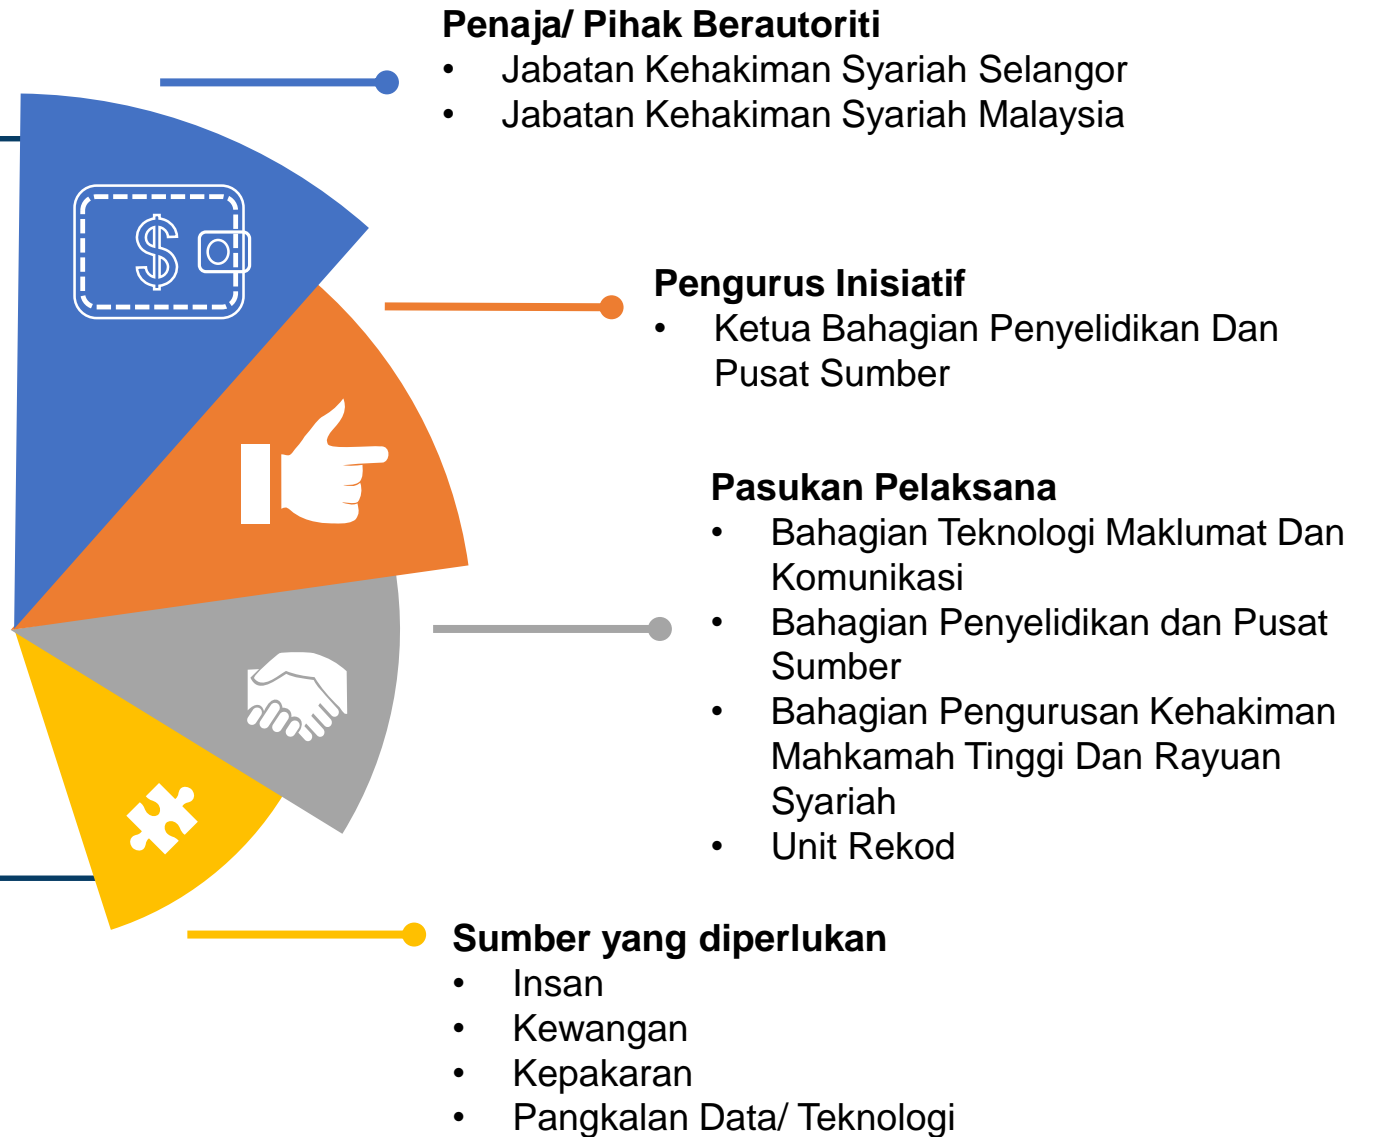 Penaja/ Pihak Berautoriti
• Jabatan Kehakiman Syariah Selangor
• Jabatan Kehakiman Syariah Malaysia
$
Pengurus Inisiatif
• Ketua Bahagian Penyelidikan Dan
Pusat Sumber
Pasukan Pelaksana
• Bahagian Teknologi Maklumat Dan
Komunikasi
• Bahagian Penyelidikan dan Pusat
Sumber
• Bahagian Pengurusan Kehakiman
Mahkamah Tinggi Dan Rayuan
Syariah
• Unit Rekod
Sumber yang diperlukan
• Insan
• Kewangan
• Kepakaran
• Pangkalan Data/ Teknologi